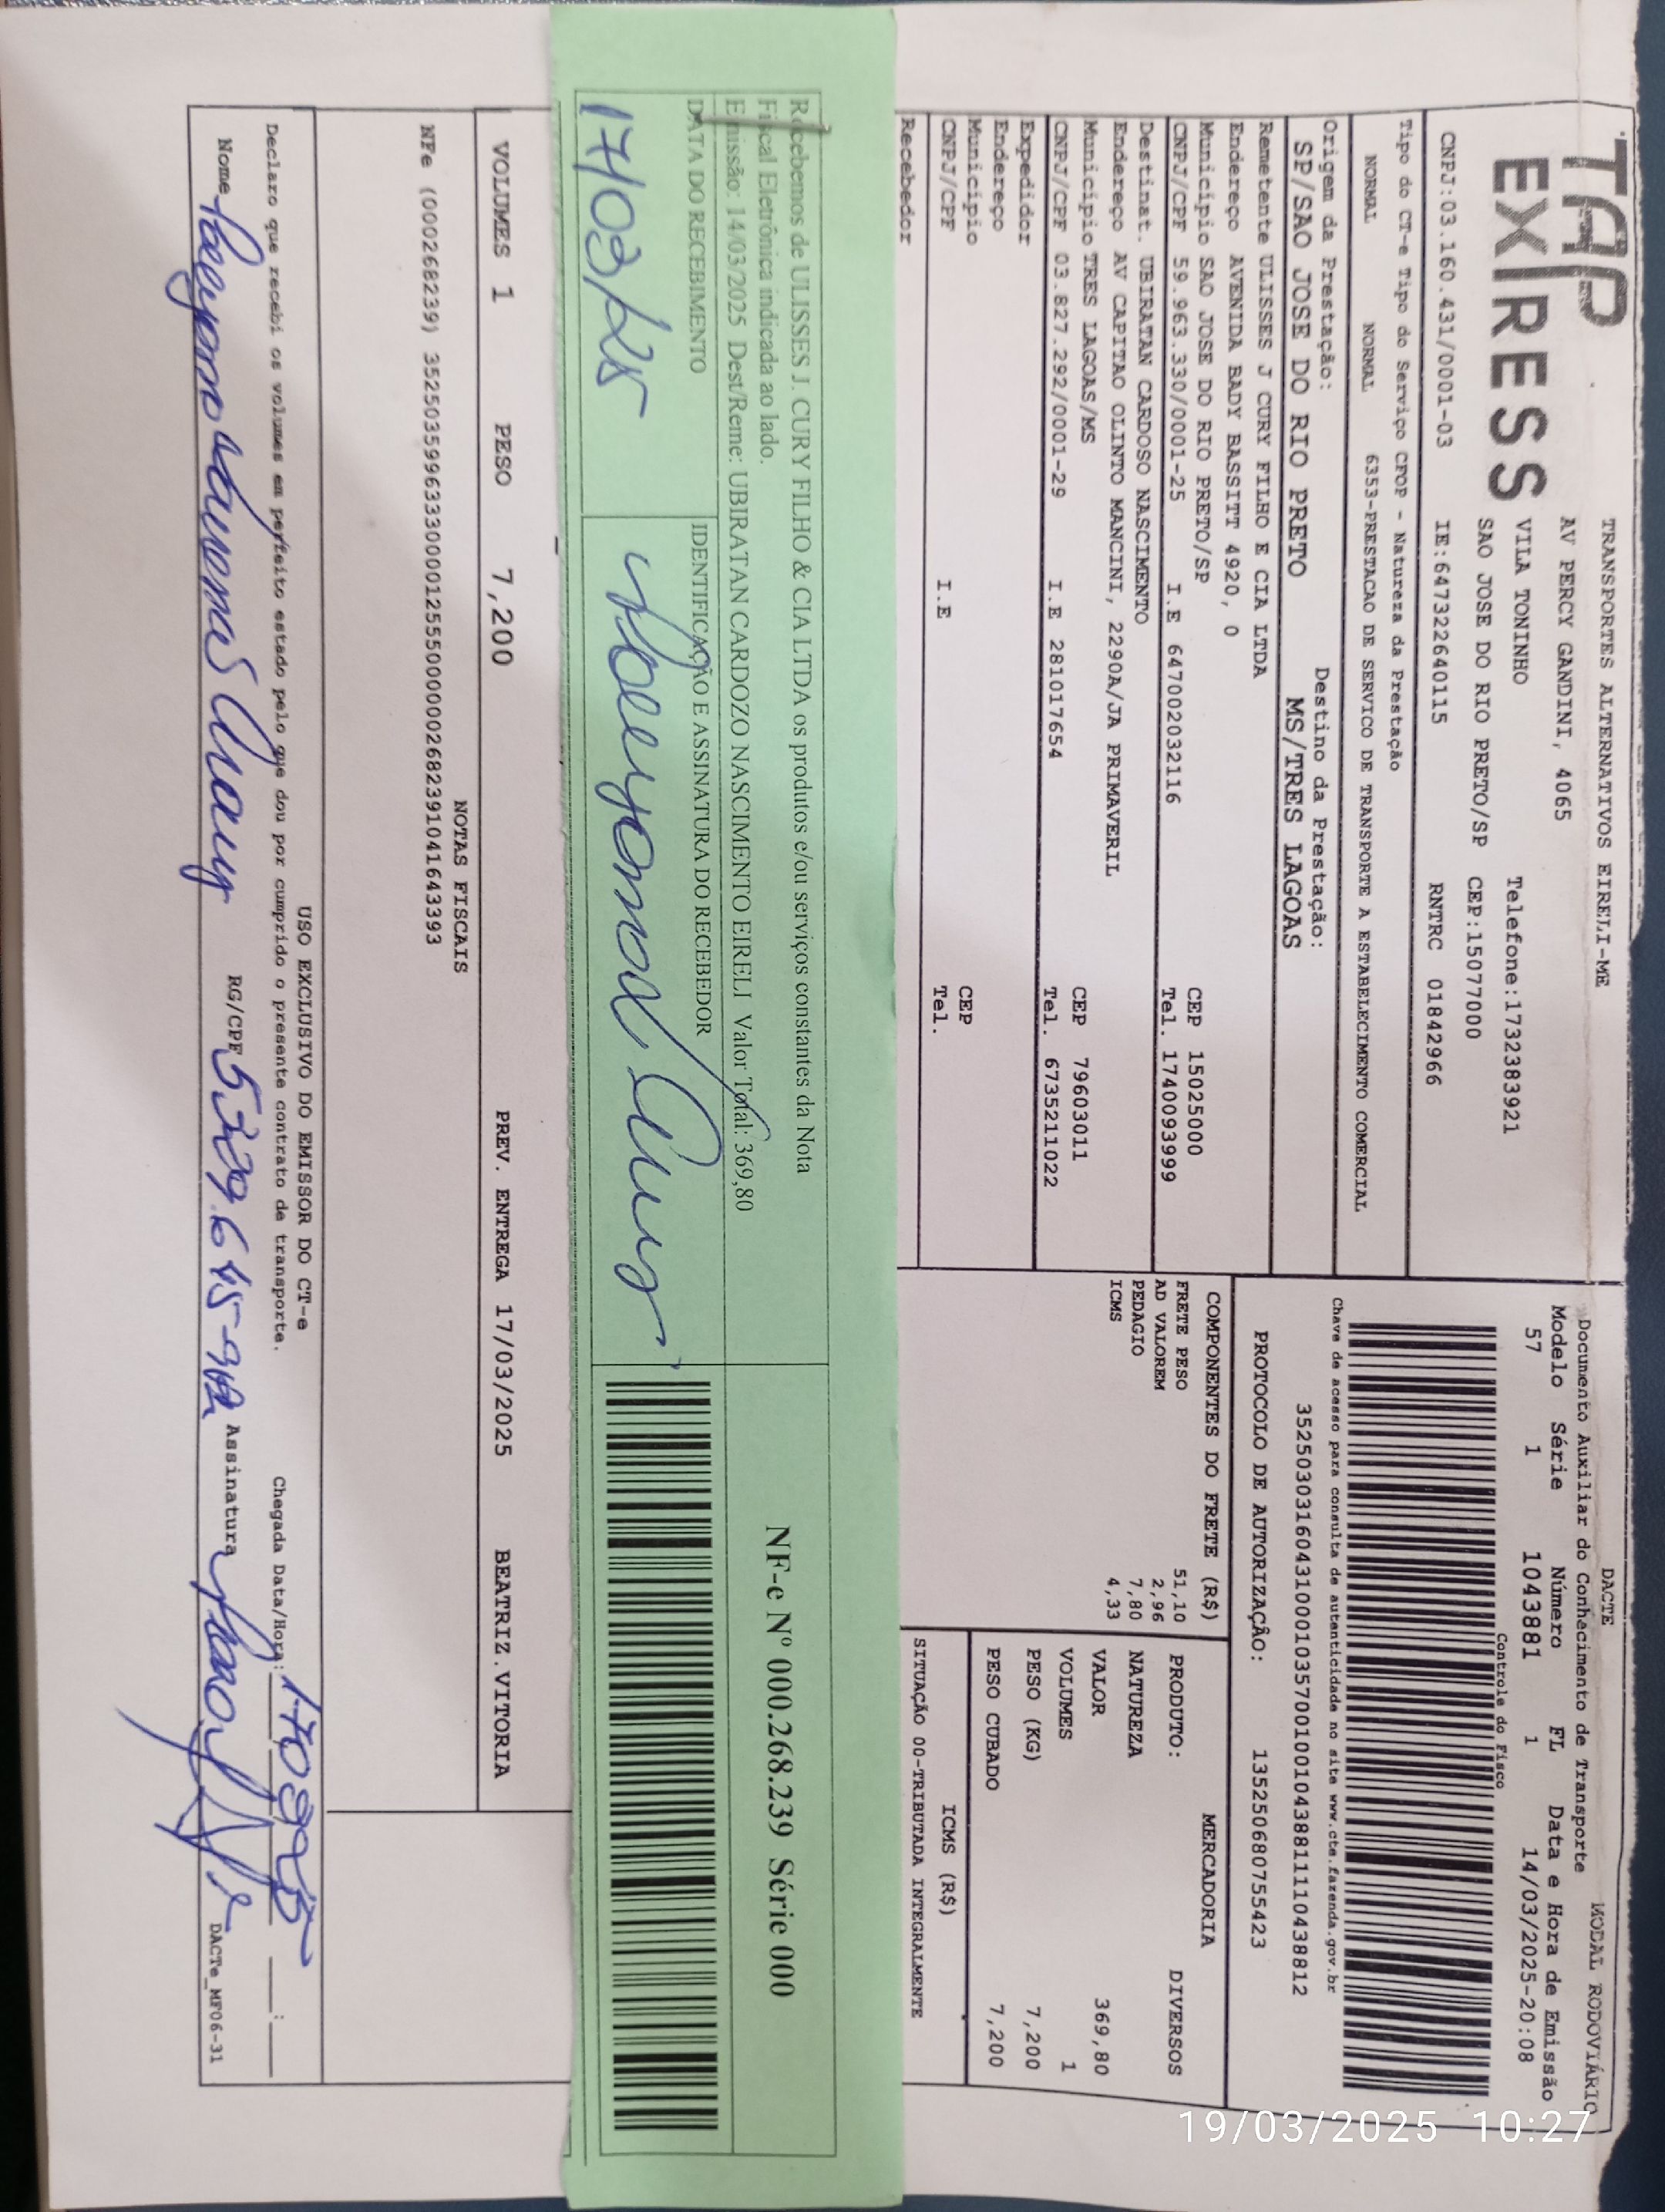 TAP
EXPRESS
TRANSPORTES ALTERNATIVOS EIRELI-ME
AV PERCY GANDINI, 4065
VILA TONINHO Telefone:1732383921
SAO JOSE DO RIO PRETO/SP CEP:15077000
CNPJ:03.160.431/0001-03 IE:647322640115 RNTRC 01842966
Tipo do CT-e Tipo do Serviço CFOP - Natureza da Prestação
NORMAL NORMAL 6353-PRESTACAO DE SERVICO DE TRANSPORTE A ESTABELECIMENTO COMERCIAL
Origem da Prestação: Destino da Prestação:
SP/SAO JOSE DO RIO PRETO MS/TRES LAGOAS
Remetente ULISSES J CURY FILHO E CIA LTDA
Endereço AVENIDA BADY BASSITT 4920, 0
Município SAO JOSE DO RIO PRETO/SP CEP 15025000
CNPJ/CPF 59.963.330/0001-25 I.E 647002032116 Tel. 1740093999
Destinat. UBIRATAN CARDOSO NASCIMENTO
Endereço AV CAPITAO OLINTO MANCINI, 2290A/JA PRIMAVERIL
Município TRES LAGOAS/MS CEP 79603011
CNPJ/CPF 03.827.292/0001-29 I.E 281017654 Tel. 6735211022
Expedidor
Endereço
Município CEP
CNPJ/CPF I.E Tel.
Recebedor
DACTE MODAL RODOVIÁRIO
Documento Auxiliar do Conhecimento de Transporte
Modelo Série Número FL Data e Hora de Emissão
57 1 1043881 1 14/03/2025-20:08
Controle do Fisco
Chave de acesso para consulta de autenticidade no site www.cte.fazenda.gov.br
35250303160431000103570010010438811110438812
PROTOCOLO DE AUTORIZAÇÃO: 135250680755423
COMPONENTES DO FRETE (R$)
FRETE PESO 51,10
AD VALOREM 2,96
PEDAGIO 7,80
ICMS 4,33
MERCADORIA
PRODUTO: DIVERSOS
NATUREZA
VALOR 369,80
VOLUMES 1
PESO (KG) 7,200
PESO CUBADO 7,200
ICMS (R$)
SITUAÇÃO 00-TRIBUTADA INTEGRALMENTE
Recebemos de ULISSES J. CURY FILHO & CIA LTDA os produtos e/ou serviços constantes da Nota
Fiscal Eletrônica indicada ao lado.
Emissão: 14/03/2025 Dest/Reme: UBIRATAN CARDOZO NASCIMENTO EIRELI Valor Total: 369,80
DATA DO RECEBIMENTO IDENTIFICAÇÃO E ASSINATURA DO RECEBEDOR
17/03/25
NF-e Nº 000.268.239 Série 000
VOLUMES 1 PESO 7,200 PREV. ENTREGA 17/03/2025 BEATRIZ.VITORIA
NOTAS FISCAIS
NFe (000268239) 35250359963330000125550000002682391041643393
USO EXCLUSIVO DO EMISSOR DO CT-e
Declaro que recebi os volumes em perfeito estado pelo que dou por cumprido o presente contrato de transporte. Chegada Data/Hora:
Nome RG/CPF Assinatura
DACTe_MF06-31
19/03/2025 10:27